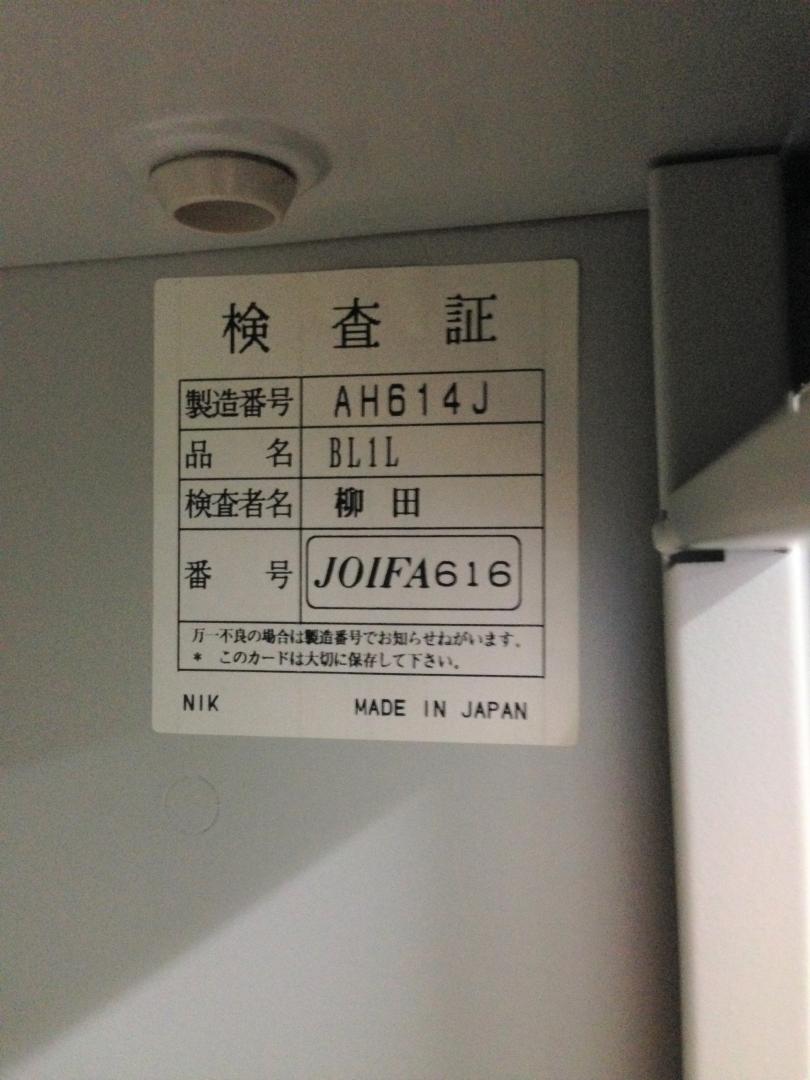 検査証
製造番号 AH614J
品名 BL1L
検査者名 柳田
番号 JOIFA616
万一不良の場合は製造番号でお知らせねがいます。
* このカードは大切に保存して下さい。
NIK MADE IN JAPAN